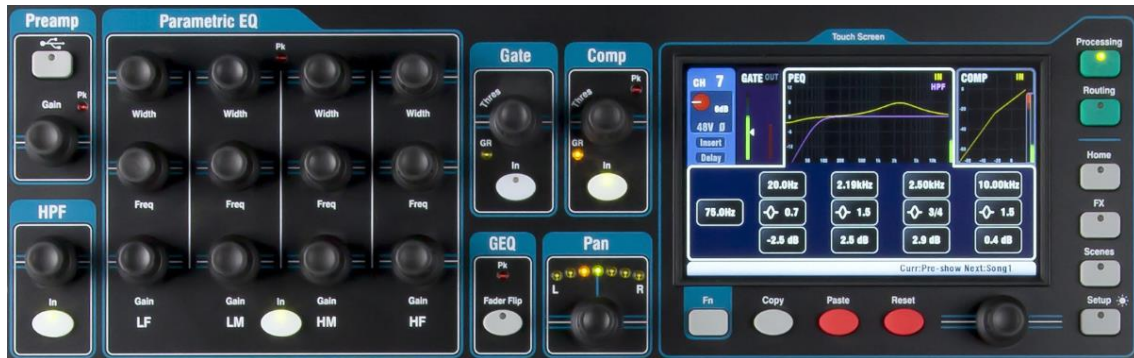 Preamp
Gain
Pk
HPF
In
Parametric EQ
Pk
Width Width Width Width
Freq Freq Freq Freq
Gain Gain In Gain Gain
LF LM HM HF
Gate
Thres
GR
In
Comp
Pk
Thres
GR
In
GEQ
Pk
Fader Flip
Pan
L R
Touch Screen
CH 7
0dB
48V Ø
Insert
Delay
GATE OUT
PEQ IN
HPF
COMP IN
20.0Hz 2.19kHz 2.50kHz 10.00kHz
75.0Hz 0.7 1.5 3/4 1.5
-2.5 dB 2.5 dB 2.9 dB 0.4 dB
Curr:Pre-show Next:Song1
Fn
Copy Paste Reset
Processing
Routing
Home
FX
Scenes
Setup